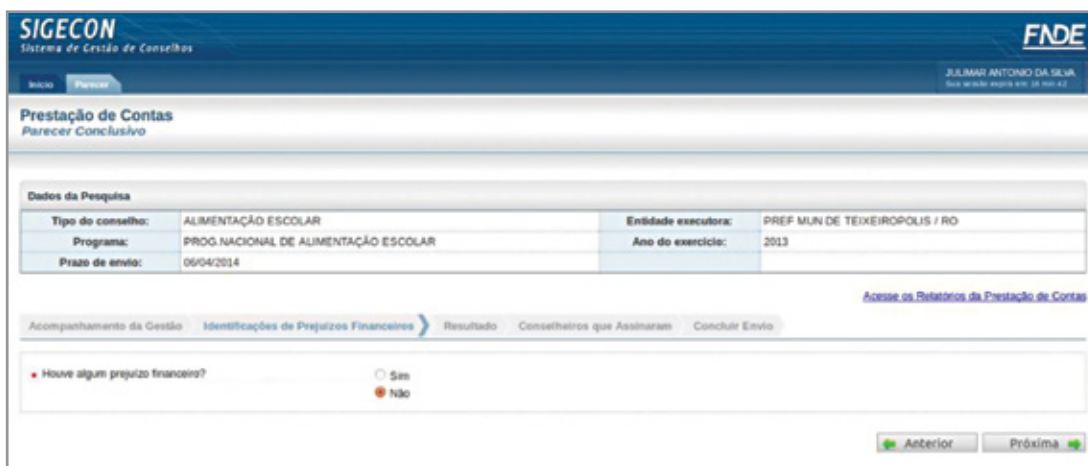 SIGECON
Sistema de Gestão de Conselhos
FNDE
Início Parecer
JULIMAR ANTONIO DA SILVA
Sua sessão expira em:
Prestação de Contas
Parecer Conclusivo
Dados da Pesquisa
Tipo do conselho: ALIMENTAÇÃO ESCOLAR Entidade executora: PREF MUN DE TEIXEIROPOLIS / RO
Programa: PROG.NACIONAL DE ALIMENTAÇÃO ESCOLAR Ano do exercício: 2013
Prazo de envio: 06/04/2014
Acesse os Relatórios da Prestação de Contas
Acompanhamento da Gestão Identificações de Prejuízos Financeiros Resultado Conselheiros que Assinaram Concluir Envio
Houve algum prejuízo financeiro? Sim
Não
Anterior Próxima